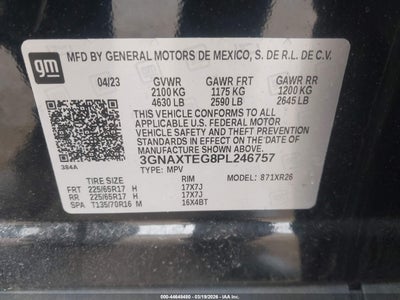 gm
MFD BY GENERAL MOTORS DE MEXICO, S. DE R.L. DE C.V.
04/23 GVWR GAWR FRT GAWR RR
2100 KG 1175 KG 1200 KG
4630 LB 2590 LB 2645 LB
THIS VEHICLE CONFORMS TO ALL APPLICABLE
U.S. FEDERAL MOTOR
VEHICLE SAFETY AND THEFT PREVENTION
STANDARDS IN EFFECT ON THE DATE OF
MANUFACTURE SHOWN ABOVE.
3GNAXTEG8PL246757
384A TYPE: MPV
TIRE SIZE RIM 871XR26
FRT 225/65R17 H 17X7J
RR 225/65R17 H 17X7J
SPA T135/70R16 M 16X4BT
000-44648480 - 03/19/2026 - IAAI.COM